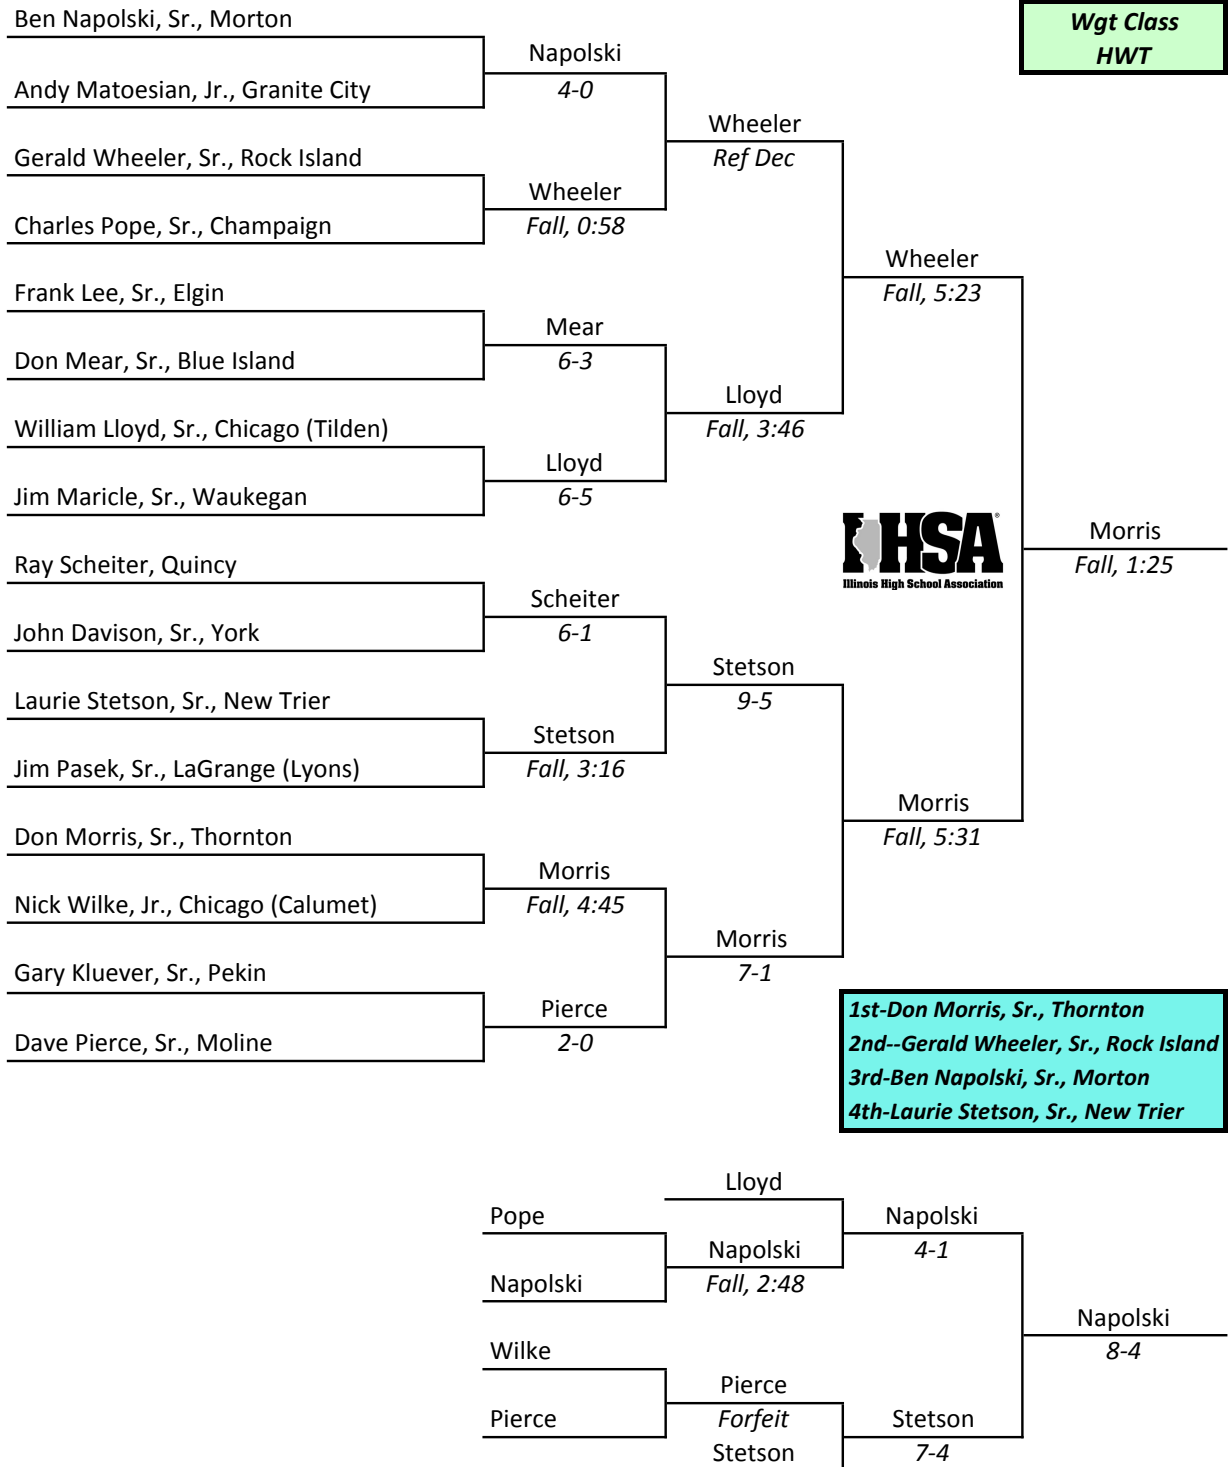 Ben Napolski, Sr., Morton
Wgt Class
HWT
Napolski
4-0
Andy Matoesian, Jr., Granite City
Wheeler
Ref Dec
Gerald Wheeler, Sr., Rock Island
Wheeler
Fall, 0:58
Charles Pope, Sr., Champaign
Wheeler
Fall, 5:23
Frank Lee, Sr., Elgin
Mear
6-3
Don Mear, Sr., Blue Island
Lloyd
Fall, 3:46
William Lloyd, Sr., Chicago (Tilden)
Lloyd
6-5
Jim Maricle, Sr., Waukegan
IHSA®
Illinois High School Association
Morris
Fall, 1:25
Ray Scheiter, Quincy
Scheiter
6-1
John Davison, Sr., York
Stetson
9-5
Laurie Stetson, Sr., New Trier
Stetson
Fall, 3:16
Jim Pasek, Sr., LaGrange (Lyons)
Morris
Fall, 5:31
Don Morris, Sr., Thornton
Morris
Fall, 4:45
Nick Wilke, Jr., Chicago (Calumet)
Morris
7-1
Gary Kluever, Sr., Pekin
Pierce
2-0
Dave Pierce, Sr., Moline
1st-Don Morris, Sr., Thornton
2nd--Gerald Wheeler, Sr., Rock Island
3rd-Ben Napolski, Sr., Morton
4th-Laurie Stetson, Sr., New Trier
Lloyd
Pope
Napolski
4-1
Napolski
Fall, 2:48
Napolski
Napolski
8-4
Wilke
Pierce
Forfeit
Pierce
Stetson
7-4
Stetson